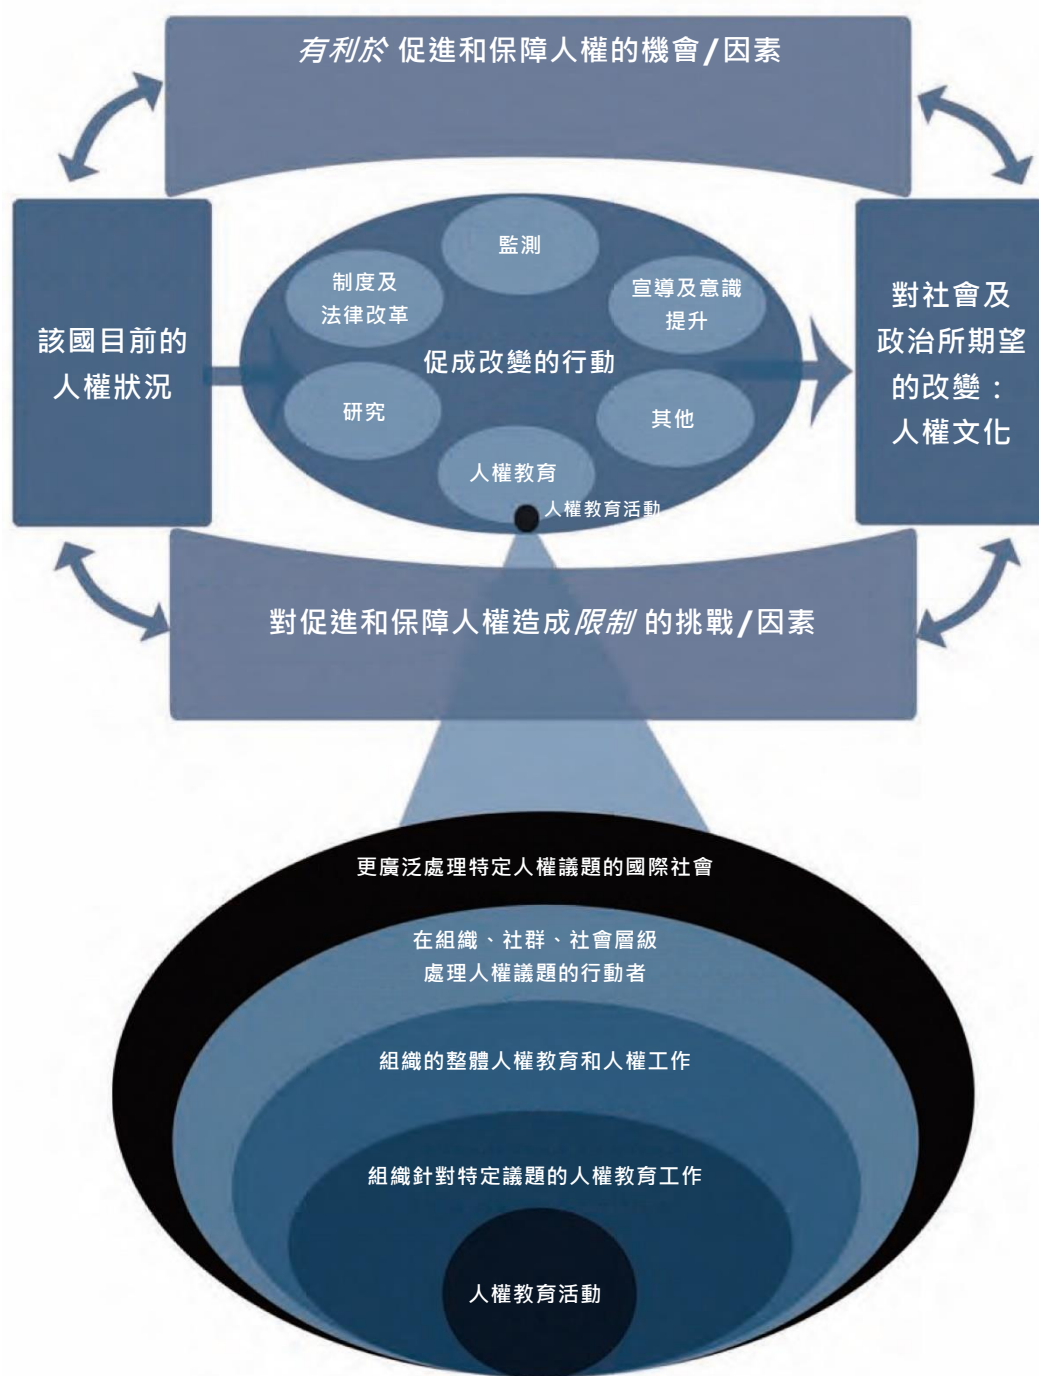 有利於 促進和保障人權的機會/因素
該國目前的
人權狀況
監測
制度及
法律改革
宣導及意識
提升
促成改變的行動
研究
其他
人權教育
人權教育活動
對社會及
政治所期望
的改變：
人權文化
對促進和保障人權造成限制 的挑戰/因素
更廣泛處理特定人權議題的國際社會
在組織、社群、社會層級
處理人權議題的行動者
組織的整體人權教育和人權工作
組織針對特定議題的人權教育工作
人權教育活動